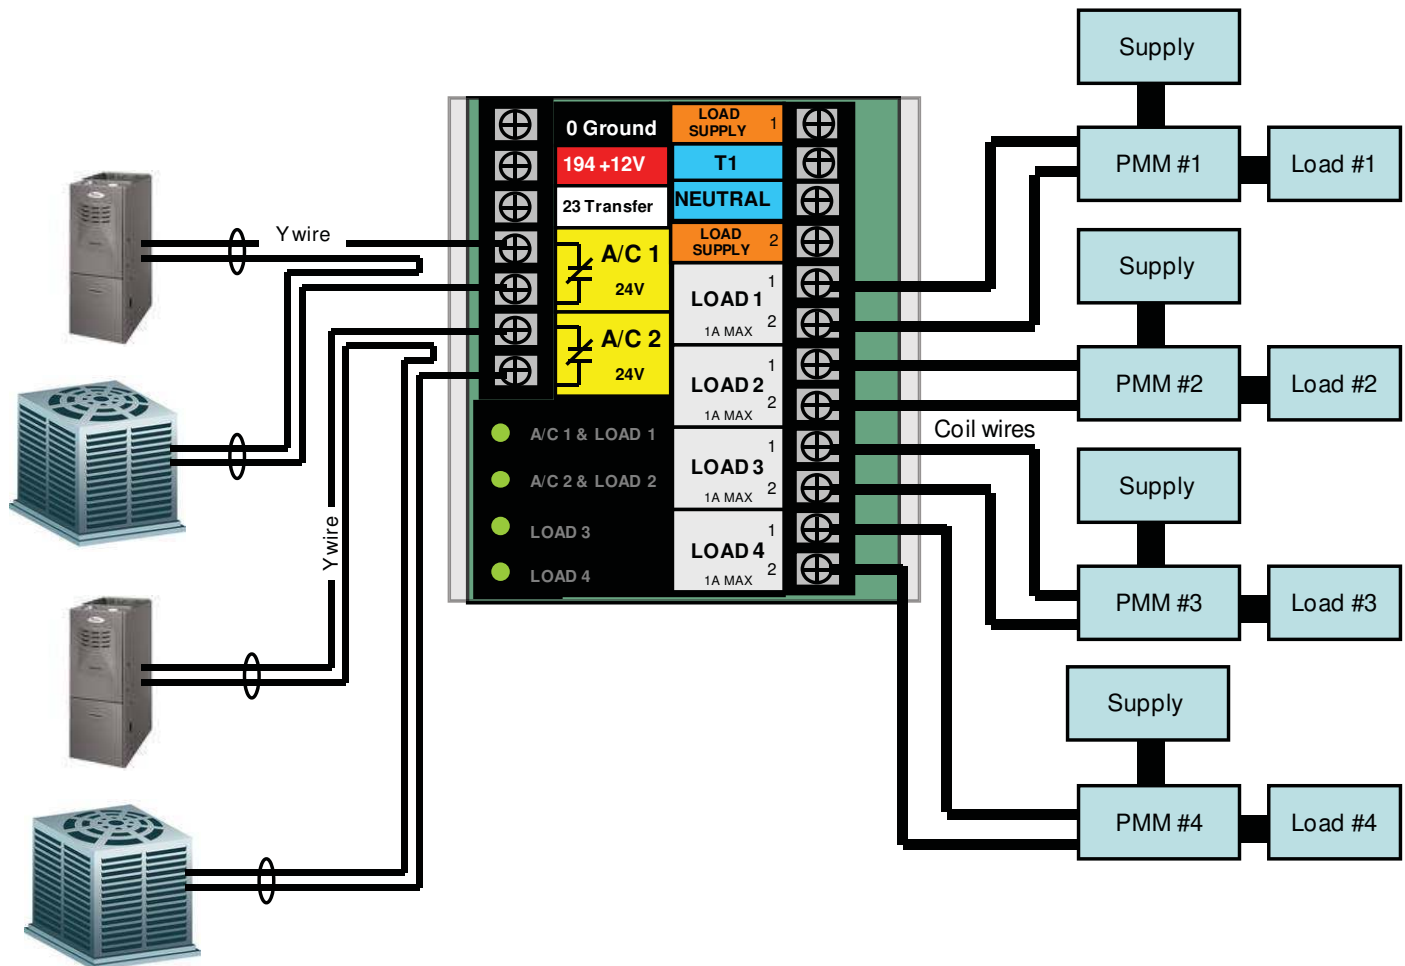 Supply
PMM #1
Load #1
Supply
PMM #2
Load #2
Supply
PMM #3
Load #3
Supply
PMM #4
Load #4
Coil wires
Y wire
Y wire
0 Ground
194 +12V
23 Transfer
A/C 1
24V
A/C 2
24V
LOAD
SUPPLY 1
T1
NEUTRAL
LOAD
SUPPLY 2
LOAD 1
1A MAX
1
2
LOAD 2
1A MAX
1
2
LOAD 3
1A MAX
1
2
LOAD 4
1A MAX
1
2
A/C 1 & LOAD 1
A/C 2 & LOAD 2
LOAD 3
LOAD 4